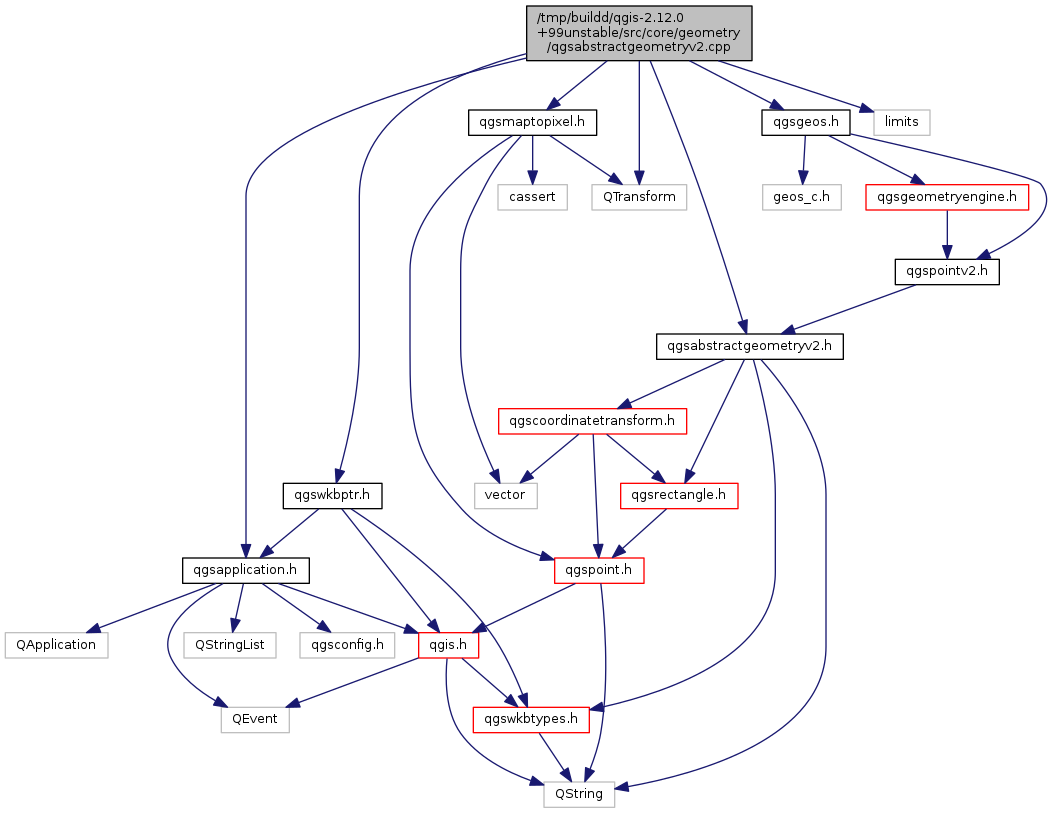 /tmp/buildd/qgis-2.12.0
+99unstable/src/core/geometry
/qgsabstractgeometryv2.cpp
qgsmaptopixel.h
qgsgeos.h
limits
cassert
QTransform
geos_c.h
qgsgeometryengine.h
qgspointv2.h
qgsabstractgeometryv2.h
qgscoordinatetransform.h
qgswkbptr.h
vector
qgsrectangle.h
qgsapplication.h
qgspoint.h
QApplication
QStringList
qgsconfig.h
qgis.h
QEvent
qgswkbtypes.h
QString